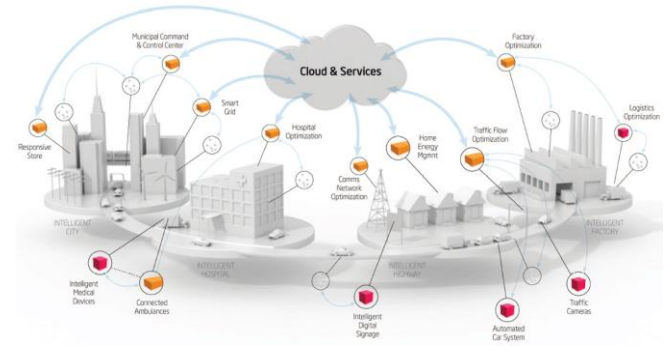 Municipal Command
& Control Center
Cloud & Services
Factory
Optimization
Smart
Grid
Logistics
Optimization
Responsive
Store
Hospital
Optimization
Home
Energy
Mgmnt
Traffic Flow
Optimization
Comms
Network
Optimization
INTELLIGENT
CITY
INTELLIGENT
HOSPITAL
INTELLIGENT
HIGHWAY
INTELLIGENT
FACTORY
Intelligent
Medical
Devices
Connected
Ambulances
Intelligent
Digital
Signage
Automated
Car System
Traffic
Cameras